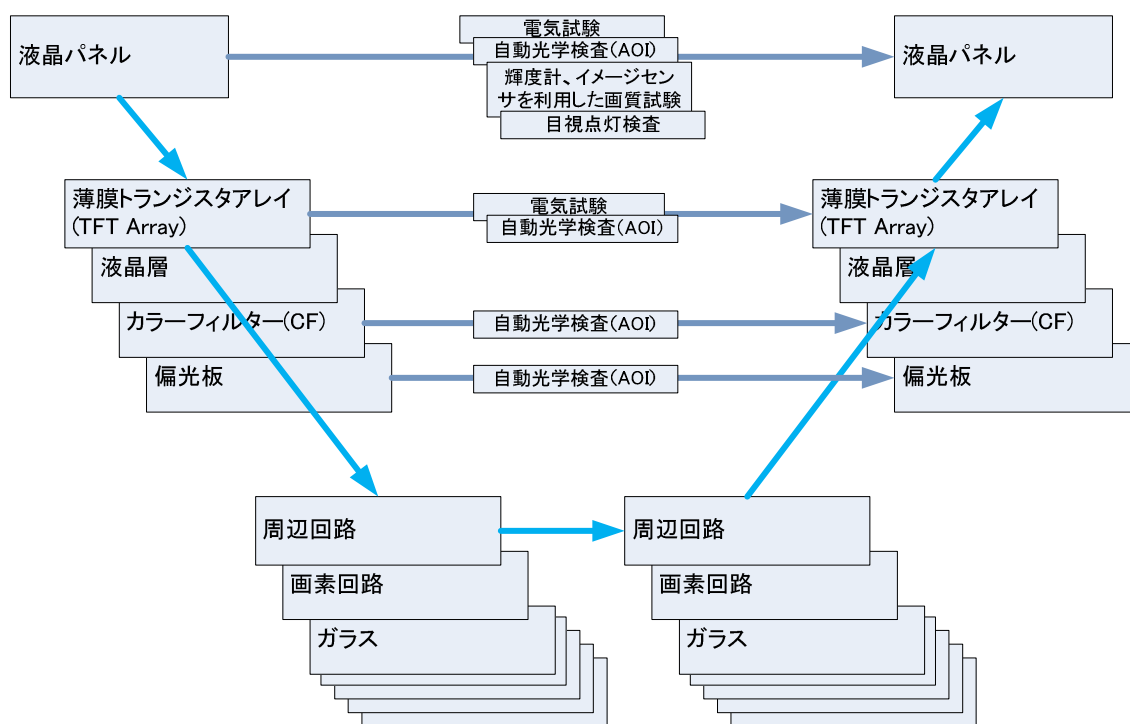 液晶パネル
電気試験
自動光学検査(AOI)
輝度計、イメージセン
サを利用した画質試験
目視点灯検査
液晶パネル
薄膜トランジスタアレイ
(TFT Array)
電気試験
自動光学検査(AOI)
薄膜トランジスタアレイ
(TFT Array)
液晶層
液晶層
カラーフィルター(CF)
自動光学検査(AOI)
カラーフィルター(CF)
偏光板
自動光学検査(AOI)
偏光板
周辺回路
周辺回路
画素回路
画素回路
ガラス
ガラス